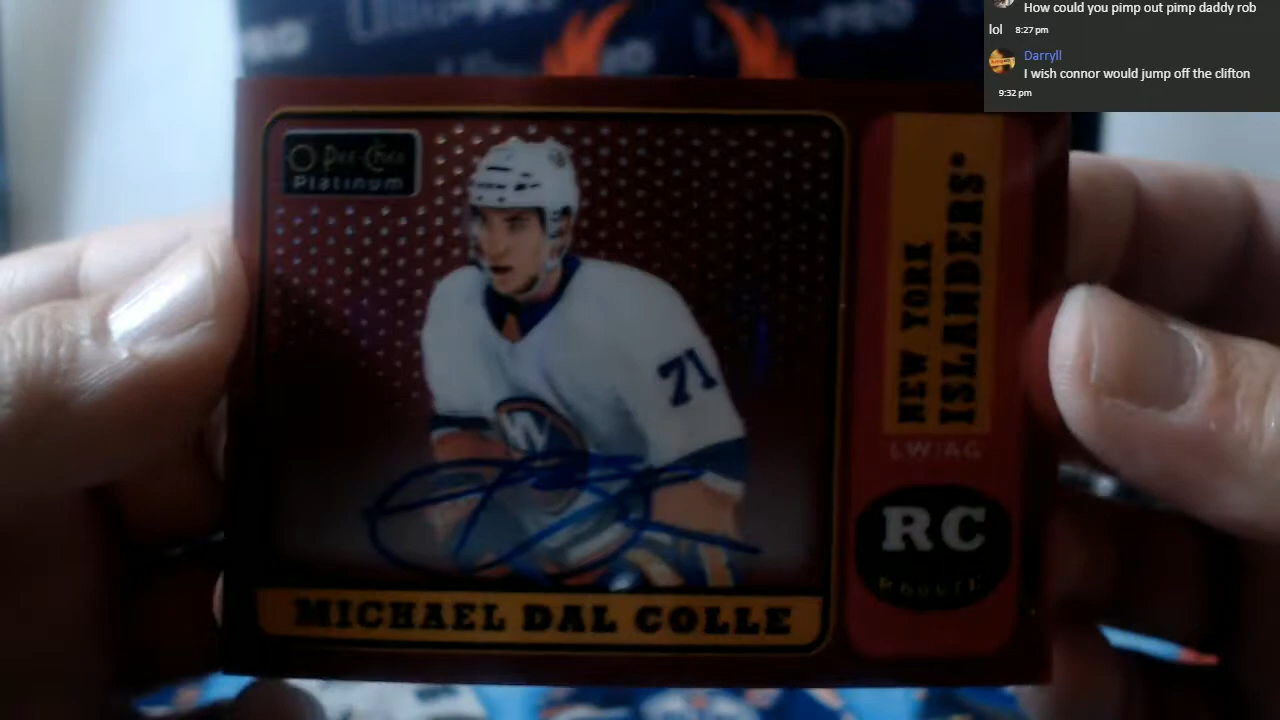 How could you pimp out pimp daddy rob
lol 8:27 pm
Darryll
I wish connor would jump off the clifton
9:32 pm
PRO
O-Pee-Chee
Platinum
71
NEW YORK
ISLANDERS®
LW/AG
RC
ROOKIE
MICHAEL DAL COLLE